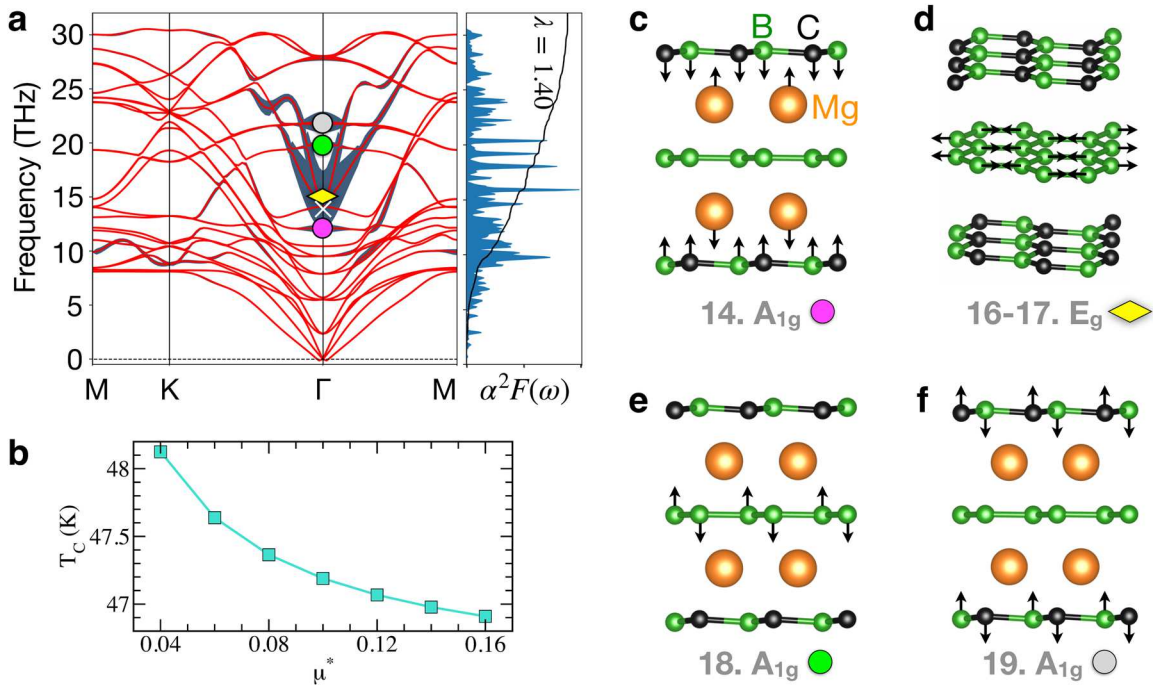 a
Frequency (THz)
30
25
20
15
10
5
0
M
K
Γ
M
λ = 1.40
α²F(ω)
b
T_C (K)
48
47.5
47
0.04
0.08
0.12
0.16
μ*
c
B
C
Mg
14. A₁g
d
16-17. Eg
e
18. A₁g
f
19. A₁g